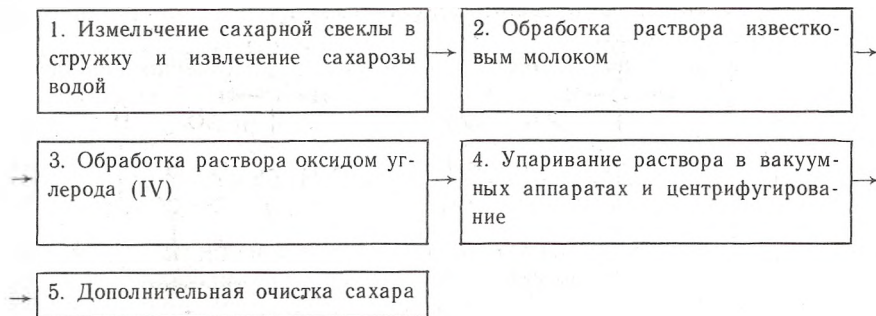 1. Измельчение сахарной свеклы в
стружку и извлечение сахарозы
водой
2. Обработка раствора известко-
вым молоком
3. Обработка раствора оксидом уг-
лерода (IV)
4. Упаривание раствора в вакуум-
ных аппаратах и центрифугирова-
ние
5. Дополнительная очистка сахара